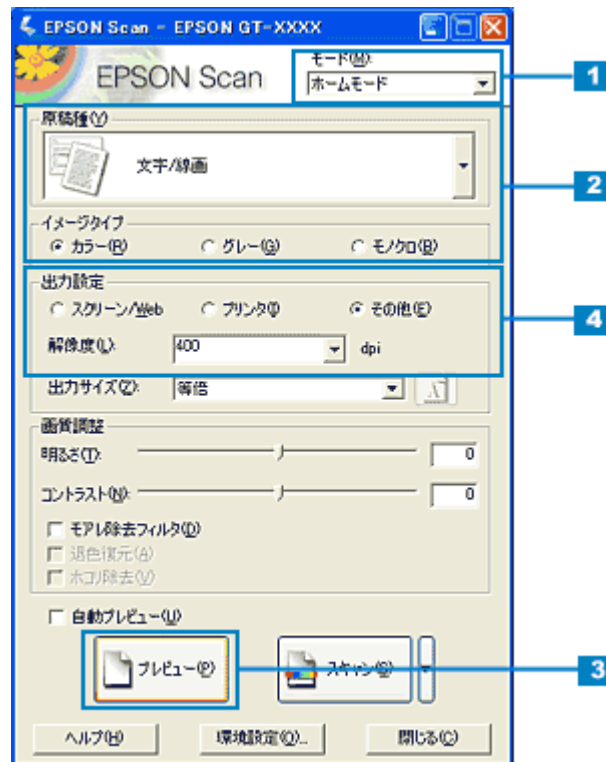 EPSON Scan - EPSON GT-XXXX
EPSON Scan
モード(M):
ホームモード
1
原稿種(Y)
文字/線画
2
イメージタイプ
カラー(R) グレー(G) モノクロ(B)
出力設定
スクリーン/Web プリンタ(I) その他(E)
4
解像度(L): 400 dpi
出力サイズ(Z): 等倍
画質調整
明るさ(T): 0
コントラスト(N): 0
モアレ除去フィルタ(D)
退色復元(A)
ホコリ除去(V)
自動プレビュー(U)
プレビュー(P) スキャン(S)
3
ヘルプ(H) 環境設定(O)... 閉じる(C)